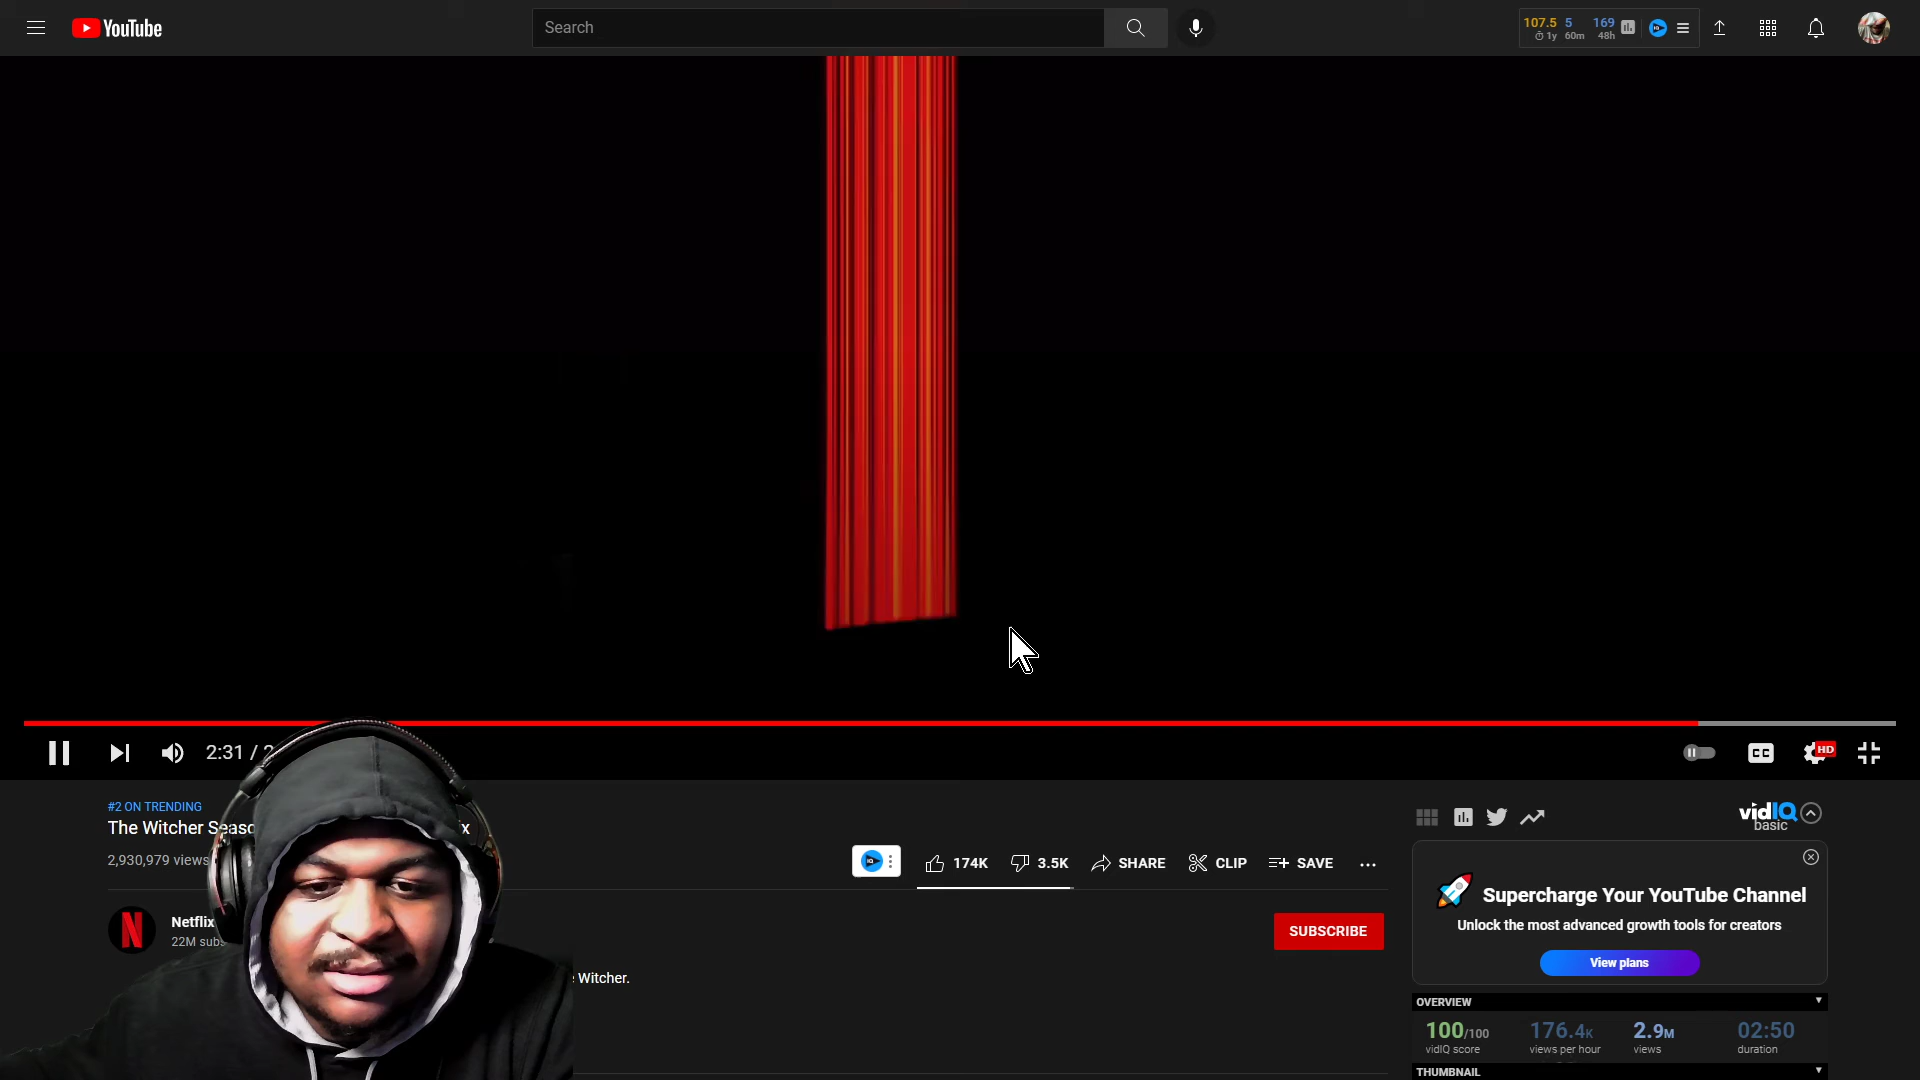 YouTube
Search
107.5 5 169
1y 60m 48h
2:31 / 2
CC
HD
#2 ON TRENDING
The Witcher
2,930,979 views
174K
3.5K
SHARE
CLIP
SAVE
Netflix
22M
SUBSCRIBE
Witcher.
vidIQ
basic
Supercharge Your YouTube Channel
Unlock the most advanced growth tools for creators
View plans
OVERVIEW
100/100 176.4K 2.9M 02:50
vidIQ score views per hour views duration
THUMBNAIL